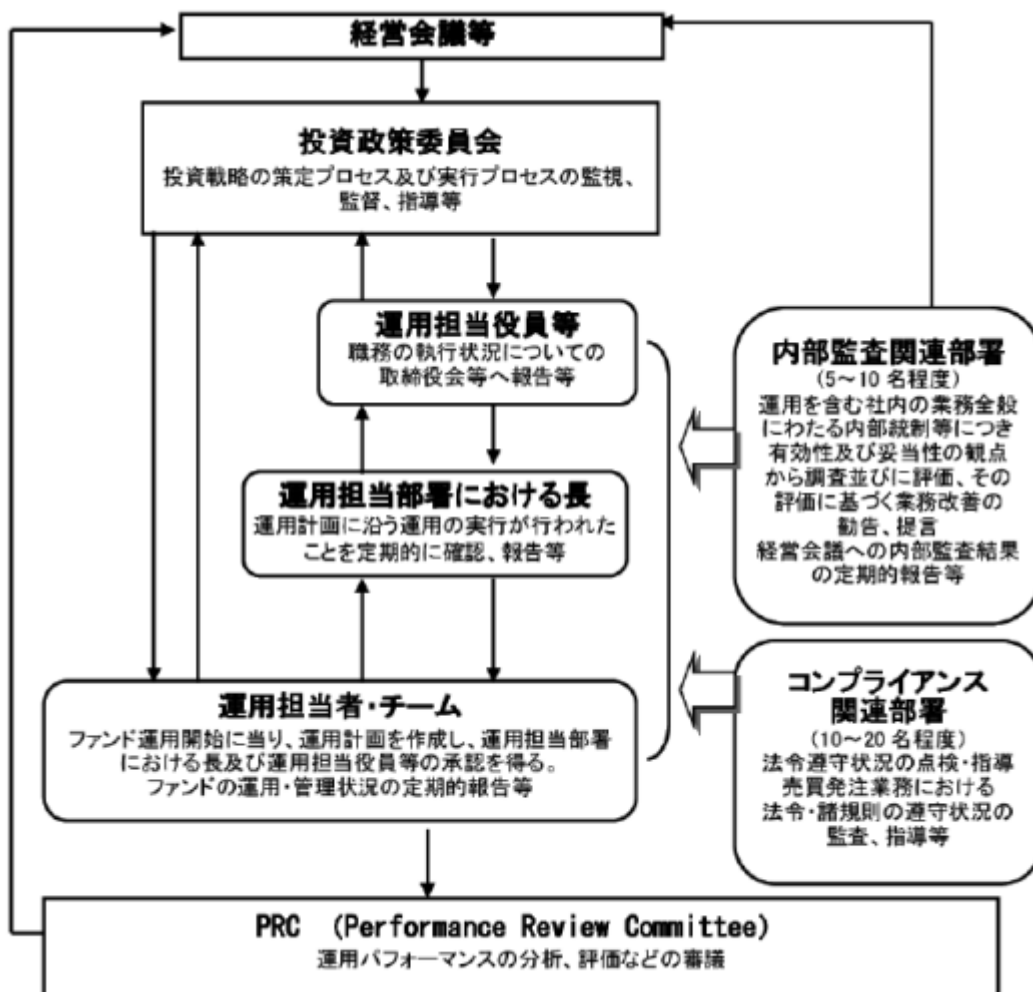 経営会議等
投資政策委員会
投資戦略の策定プロセス及び実行プロセスの監視、
監督、指導等
運用担当役員等
職務の執行状況についての
取締役会等へ報告等
運用担当部署における長
運用計画に沿う運用の実行が行われた
ことを定期的に確認、報告等
運用担当者・チーム
ファンド運用開始に当り、運用計画を作成し、運用担当部署
における長及び運用担当役員等の承認を得る。
ファンドの運用・管理状況の定期的報告等
内部監査関連部署
(5～10 名程度)
運用を含む社内の業務全般
にわたる内部統制等につき
有効性及び妥当性の観点
から調査並びに評価、その
評価に基づく業務改善の
勧告、提言
経営会議への内部監査結果
の定期的報告等
コンプライアンス
関連部署
(10～20 名程度)
法令遵守状況の点検・指導
売買発注業務における
法令・諸規則の遵守状況の
監査、指導等
PRC (Performance Review Committee)
運用パフォーマンスの分析、評価などの審議